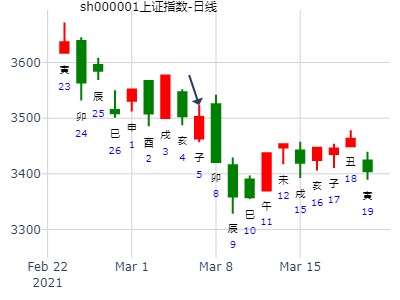 sh000001上证指数-日线
3600
3500
3400
3300
寅
23
卯
24
辰
25
巳
26
申
1
酉
2
戌
3
亥
4
子
5
卯
8
辰
9
巳
10
午
11
未
12
戌
15
亥
16
子
17
丑
18
寅
19
Feb 22
2021
Mar 1
Mar 8
Mar 15